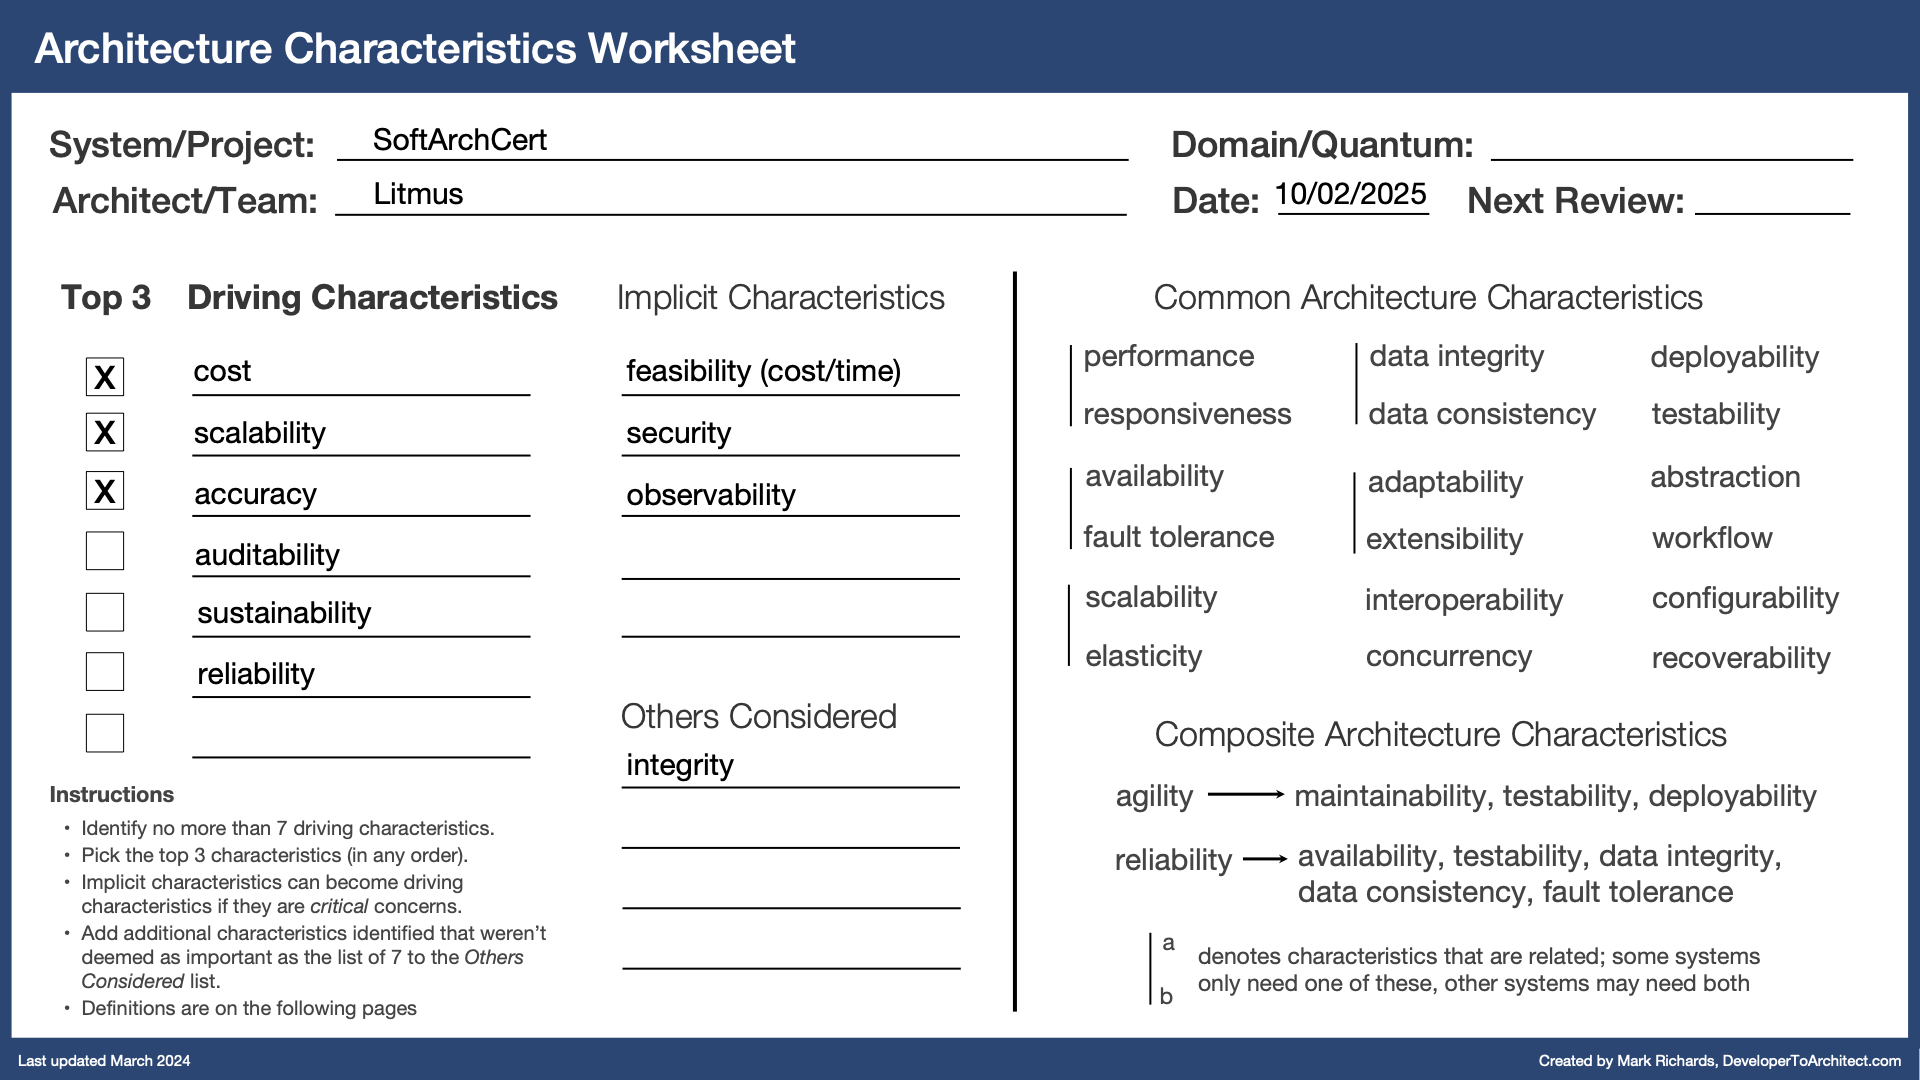 Architecture Characteristics Worksheet
System/Project: SoftArchCert
Domain/Quantum:
Architect/Team: Litmus
Date: 10/02/2025 Next Review:
Top 3 Driving Characteristics
X cost
X scalability
X accuracy
auditability
sustainability
reliability
Instructions
• Identify no more than 7 driving characteristics.
• Pick the top 3 characteristics (in any order).
• Implicit characteristics can become driving
characteristics if they are critical concerns.
• Add additional characteristics identified that weren’t
deemed as important as the list of 7 to the Others
Considered list.
• Definitions are on the following pages
Implicit Characteristics
feasibility (cost/time)
security
observability
Others Considered
integrity
Common Architecture Characteristics
performance data integrity deployability
responsiveness data consistency testability
availability adaptability abstraction
fault tolerance extensibility workflow
scalability interoperability configurability
elasticity concurrency recoverability
Composite Architecture Characteristics
agility → maintainability, testability, deployability
reliability → availability, testability, data integrity,
data consistency, fault tolerance
a
denotes characteristics that are related; some systems
only need one of these, other systems may need both
b
Last updated March 2024
Created by Mark Richards, DeveloperToArchitect.com